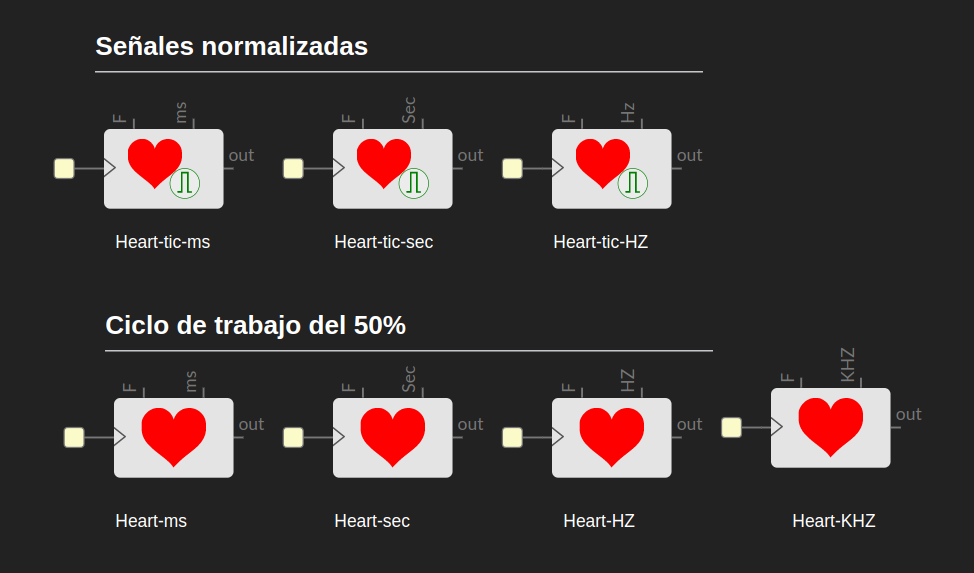 Señales normalizadas
F ms F Sec F Hz
out out out
Heart-tic-ms Heart-tic-sec Heart-tic-HZ
Ciclo de trabajo del 50%
F ms F Sec F HZ F KHZ
out out out out
Heart-ms Heart-sec Heart-HZ Heart-KHZ